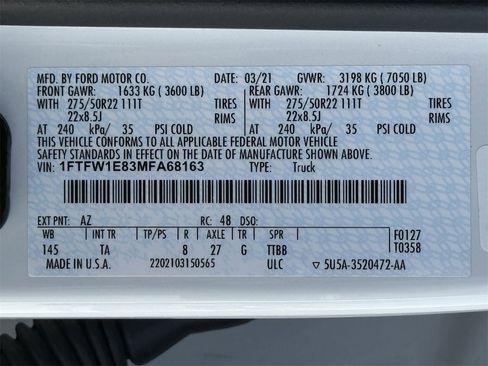 MFD. BY FORD MOTOR CO. DATE: 03/21 GVWR: 3198 KG ( 7050 LB)
FRONT GAWR: 1633 KG ( 3600 LB) REAR GAWR: 1724 KG ( 3800 LB)
WITH 275/50R22 111T TIRES WITH 275/50R22 111T TIRES
22x8.5J RIMS 22x8.5J RIMS
AT 240 kPa/ 35 PSI COLD AT 240 kPa/ 35 PSI COLD
THIS VEHICLE CONFORMS TO ALL APPLICABLE FEDERAL MOTOR VEHICLE
SAFETY STANDARDS IN EFFECT ON THE DATE OF MANUFACTURE SHOWN ABOVE.
VIN: 1FTFW1E83MFA68163 TYPE: Truck
EXT PNT: AZ RC: 48 DSO: F0127
WB INT TR TP/PS R AXLE TR SPR T0358
145 TA 8 27 G TTBB
MADE IN U.S.A. 2202103150565 ULC ▽ 5U5A-3520472-AA